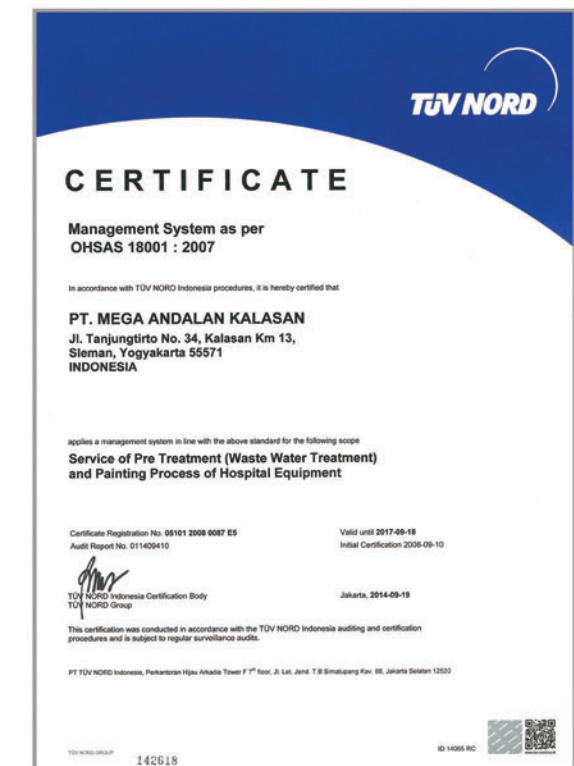 TÜV NORD
CERTIFICATE
Management System as per
OHSAS 18001 : 2007
In accordance with TÜV NORD Indonesia procedures, it is hereby certified that
PT. MEGA ANDALAN KALASAN
Jl. Tanjungtirto No. 34, Kalasan Km 13,
Sleman, Yogyakarta 55571
INDONESIA
applies a management system in line with the above standard for the following scope
Service of Pre Treatment (Waste Water Treatment)
and Painting Process of Hospital Equipment
Certificate Registration No. 05101 2008 0087 E5
Valid until 2017-09-18
Audit Report No. 011409410
Initial Certification 2008-09-10
TÜV NORD Indonesia Certification Body
TÜV NORD Group
Jakarta, 2014-09-19
This certification was conducted in accordance with the TÜV NORD Indonesia auditing and certification
procedures and is subject to regular surveillance audits.
PT TÜV NORD Indonesia, Perkantoran Hijau Arkadia Tower F 7th floor, Jl. Let. Jend. T.B Simatupang Kav. 88, Jakarta Selatan 12520
TÜV NORD GROUP
142618
ID 14065 RC